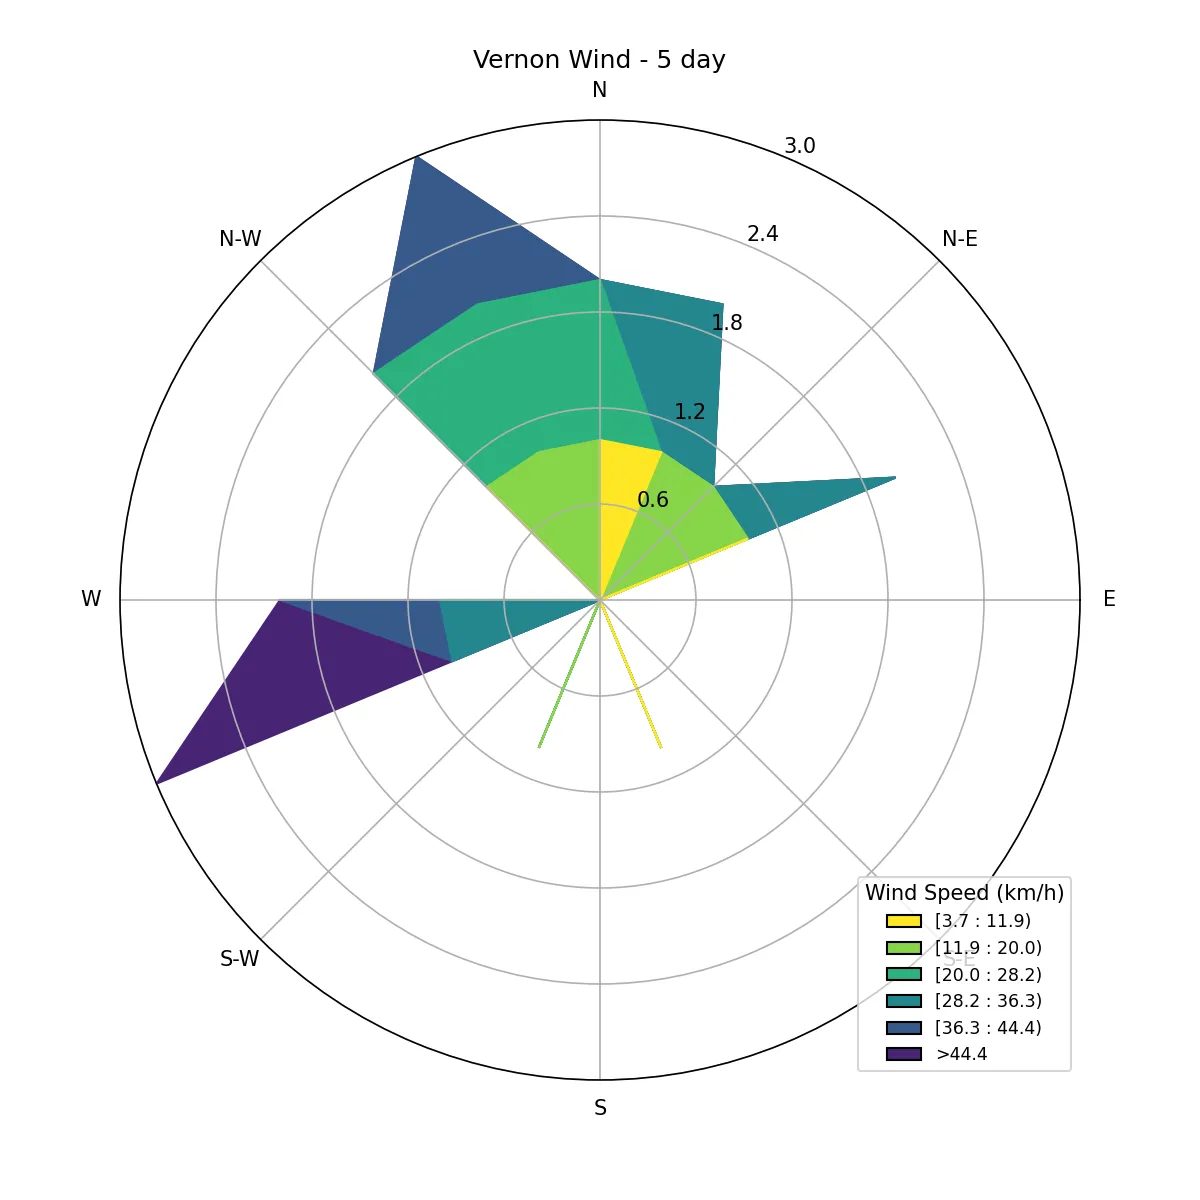 Vernon Wind - 5 day
N
3.0
2.4
N-W
N-E
1.8
1.2
0.6
W
E
S-W
S-E
S
Wind Speed (km/h)
[3.7 : 11.9)
[11.9 : 20.0)
[20.0 : 28.2)
[28.2 : 36.3)
[36.3 : 44.4)
>44.4